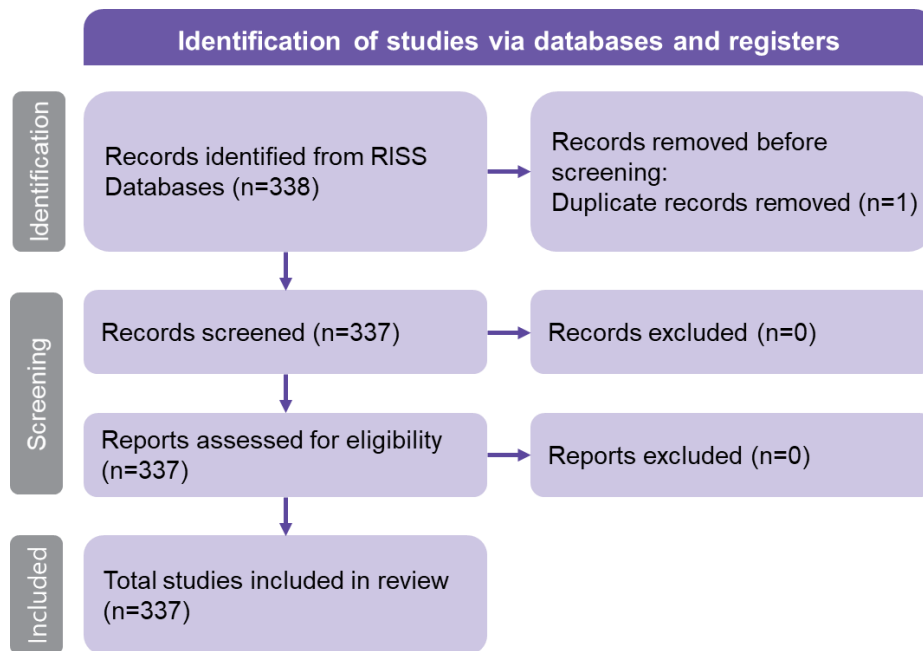 Identification of studies via databases and registers
Identification
Records identified from RISS
Databases (n=338)
Records removed before
screening:
Duplicate records removed (n=1)
Screening
Records screened (n=337)
Records excluded (n=0)
Reports assessed for eligibility
(n=337)
Reports excluded (n=0)
Included
Total studies included in review
(n=337)